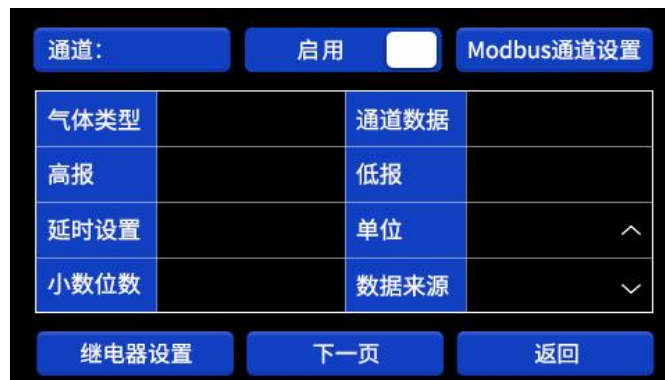 通道: 启用 Modbus通道设置
气体类型 通道数据
高报 低报
延时设置 单位
小数位数 数据来源
继电器设置 下一页 返回